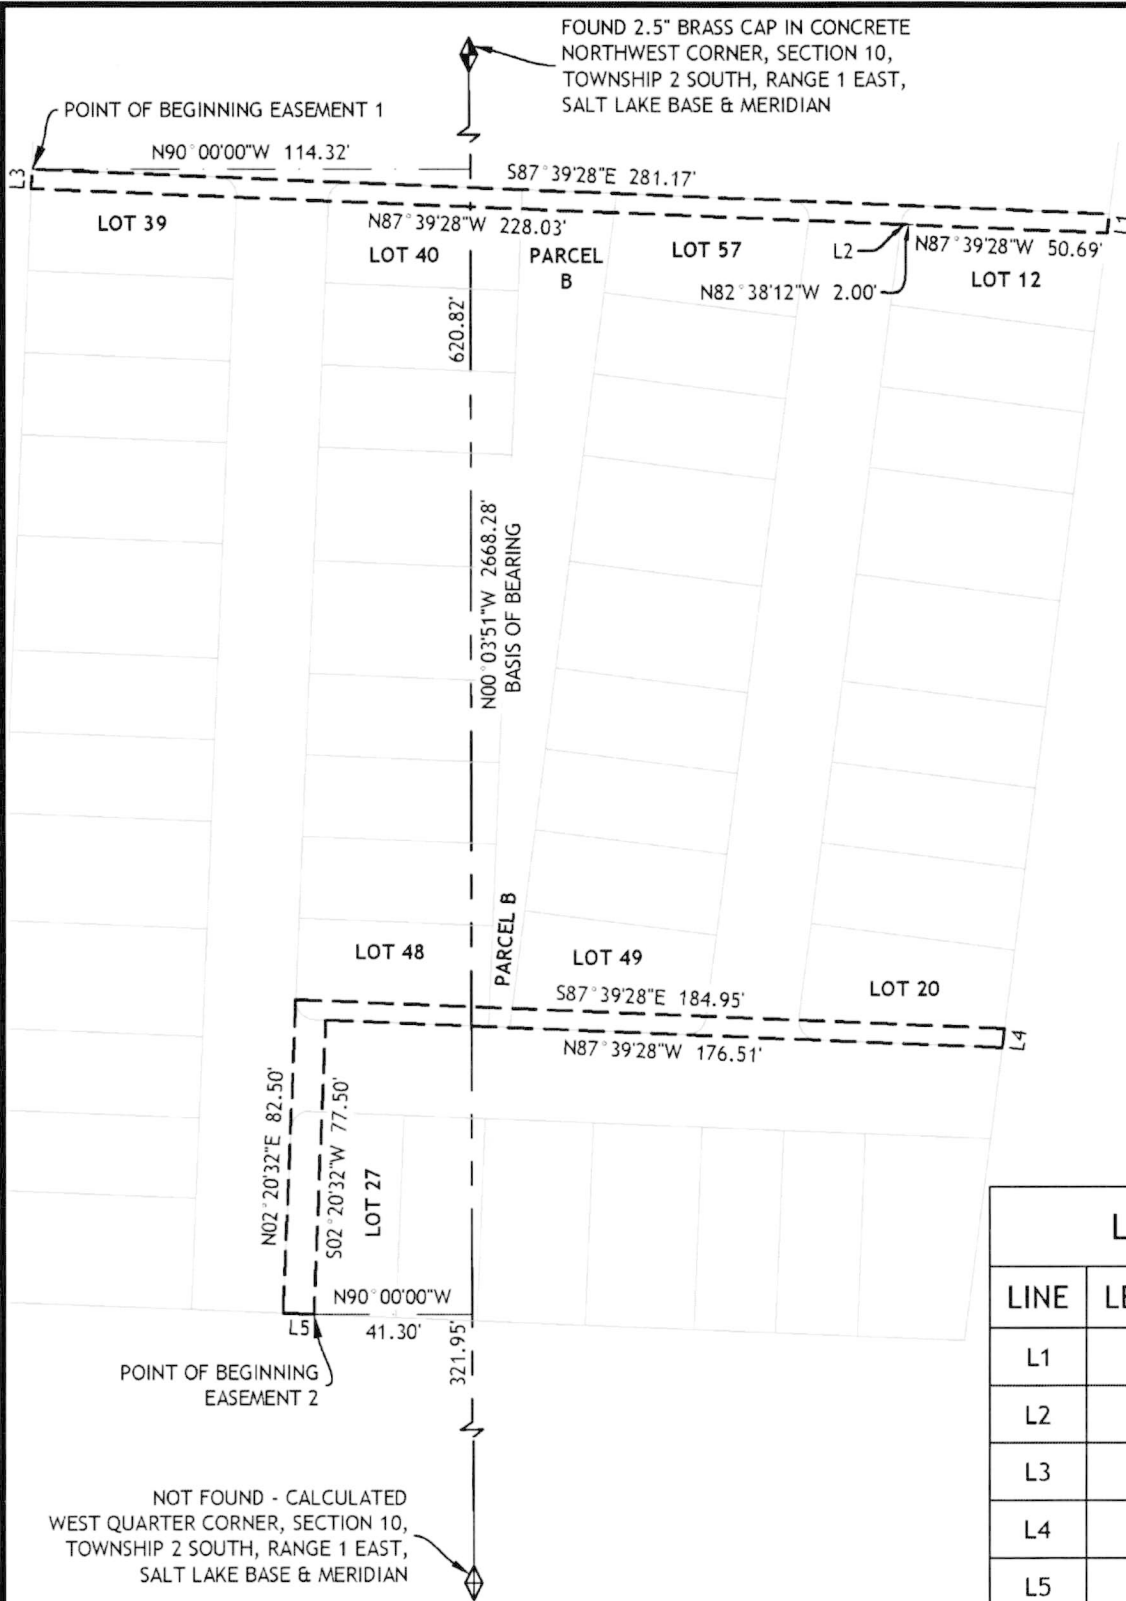 FOUND 2.5" BRASS CAP IN CONCRETE
NORTHWEST CORNER, SECTION 10,
TOWNSHIP 2 SOUTH, RANGE 1 EAST,
SALT LAKE BASE & MERIDIAN
POINT OF BEGINNING EASEMENT 1
N90°00'00"W 114.32'
S87°39'28"E 281.17'
L3
L1
LOT 39
N87°39'28"W 228.03'
LOT 40
PARCEL
B
LOT 57
L2
N87°39'28"W 50.69'
LOT 12
N82°38'12"W 2.00'
620.82'
N00°03'51"W 2668.28'
BASIS OF BEARING
PARCEL B
LOT 48
LOT 49
LOT 20
S87°39'28"E 184.95'
N87°39'28"W 176.51'
L4
N02°20'32"E 82.50'
S02°20'32"W 77.50'
LOT 27
N90°00'00"W
L5
41.30'
321.95'
POINT OF BEGINNING
EASEMENT 2
NOT FOUND - CALCULATED
WEST QUARTER CORNER, SECTION 10,
TOWNSHIP 2 SOUTH, RANGE 1 EAST,
SALT LAKE BASE & MERIDIAN
L
LINE LE
L1
L2
L3
L4
L5